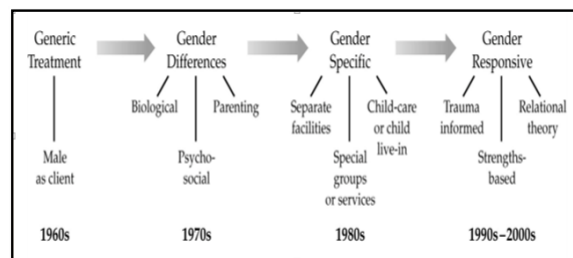 Generic
Treatment
Gender
Differences
Gender
Specific
Gender
Responsive
Biological
Parenting
Separate
facilities
Child-care
or child
live-in
Trauma
informed
Relational
theory
Male
as client
Psycho-
social
Special
groups
or services
Strengths-
based
1960s
1970s
1980s
1990s–2000s